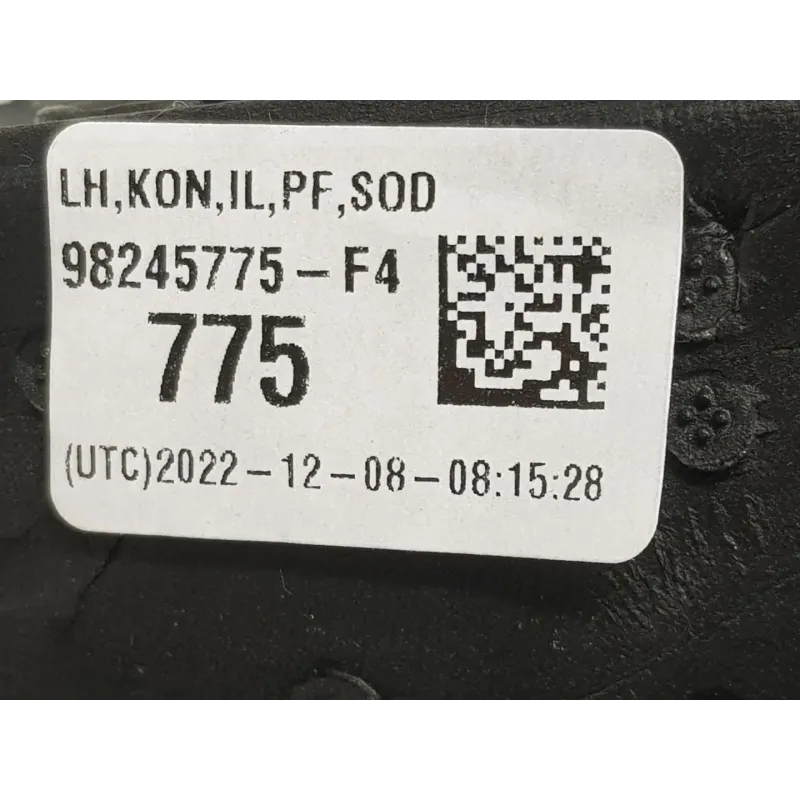 LH,KON,IL,PF,SOD
98245775-F4
775
(UTC)2022-12-08-08:15:28